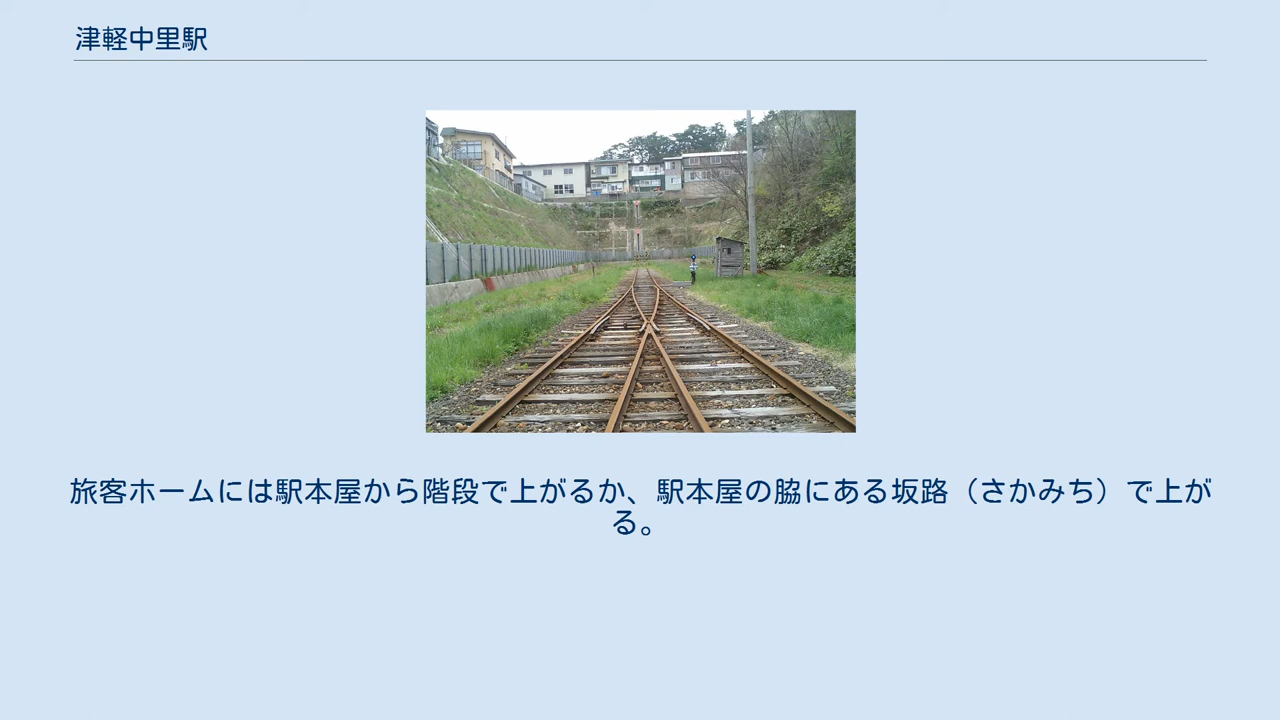 津軽中里駅
旅客ホームには駅本屋から階段で上がるか、駅本屋の脇にある坂路（さかみち）で上が
る。